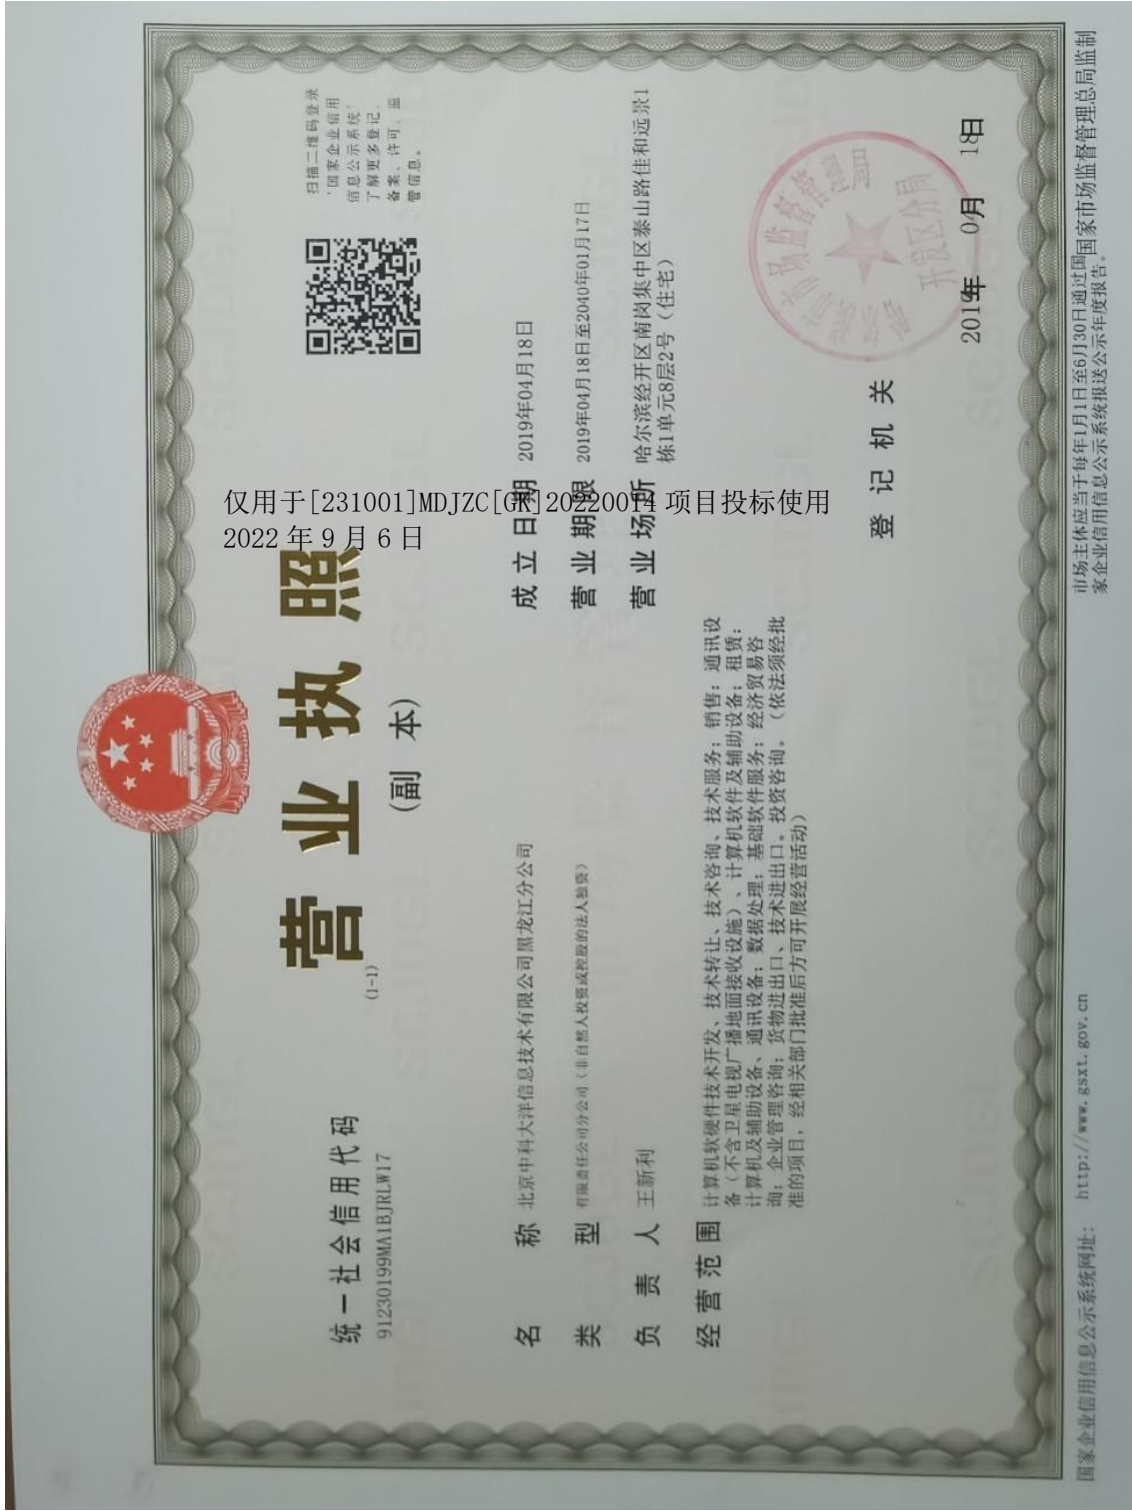 仅用于[231001]MDJZC[GK]20220014 项目投标使用
2022 年 9 月 6 日
统一社会信用代码
91230199MA1BJRLW17
营业执照
(副 本)
(1-1)
扫描二维码登录
'国家企业信用
信息公示系统'
了解更多登记、
备案、许可、监
管信息。
名 称 北京中科大洋信息技术有限公司黑龙江分公司
类 型 有限责任公司分公司（非自然人投资或控股的法人独资）
负 责 人 王新利
经 营 范 围 计算机软硬件技术开发、技术转让、技术咨询、技术服务；销售：通讯设
备（不含卫星电视广播地面接收设施）、计算机软件及辅助设备；租赁：
计算机及辅助设备、通讯设备；数据处理；基础软件服务；经济贸易咨
询；企业管理咨询；货物进出口、技术进出口。投资咨询。（依法须经批
准的项目，经相关部门批准后方可开展经营活动）
成 立 日 期 2019年04月18日
营 业 期 限 2019年04月18日至2040年01月17日
营 业 场 所 哈尔滨经开区南岗集中区泰山路佳和远景1
栋1单元8层2号（住宅）
登 记 机 关
开发区分局
2019年 04月 18日
国家企业信用信息公示系统网址： http://www.gsxt.gov.cn
市场主体应当于每年1月1日至6月30日通过国
家企业信用信息公示系统报送公示年度报告。
国家市场监督管理总局监制